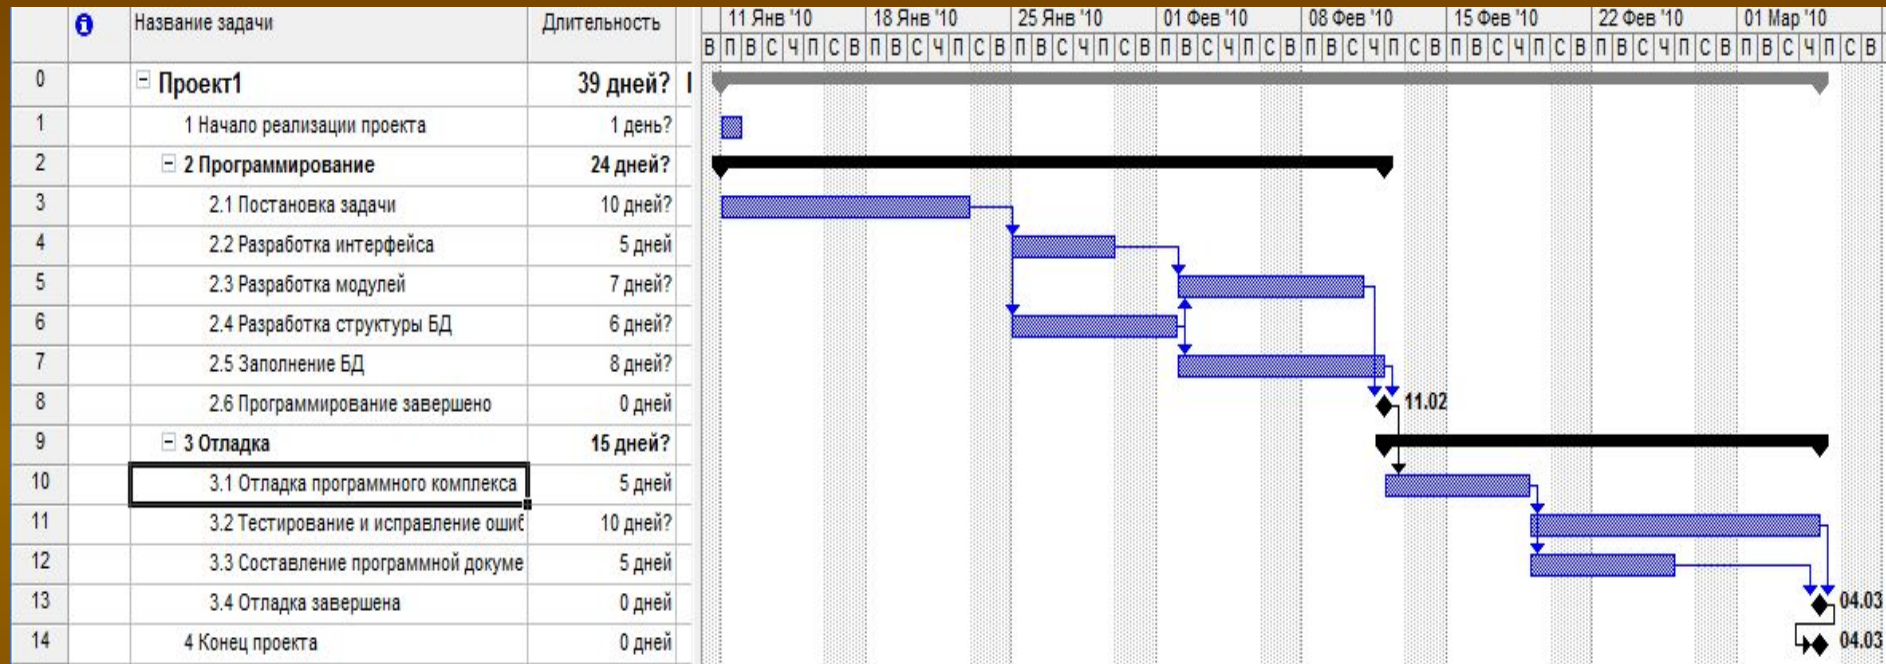 Название задачи Длительность 11 Янв '10 18 Янв '10 25 Янв '10 01 Фев '10 08 Фев '10 15 Фев '10 22 Фев '10 01 Мар '10
В П В С Ч П С В П В С Ч П С В П В С Ч П С В П В С Ч П С В П В С Ч П С В П В С Ч П С В П В С Ч П С В П В С Ч П С В
0 Проект1 39 дней?
1 1 Начало реализации проекта 1 день?
2 2 Программирование 24 дней?
3 2.1 Постановка задачи 10 дней?
4 2.2 Разработка интерфейса 5 дней
5 2.3 Разработка модулей 7 дней?
6 2.4 Разработка структуры БД 6 дней?
7 2.5 Заполнение БД 8 дней?
8 2.6 Программирование завершено 0 дней 11.02
9 3 Отладка 15 дней?
10 3.1 Отладка программного комплекса 5 дней
11 3.2 Тестирование и исправление ошиб 10 дней?
12 3.3 Составление программной докуме 5 дней
13 3.4 Отладка завершена 0 дней 04.03
14 4 Конец проекта 0 дней 04.03